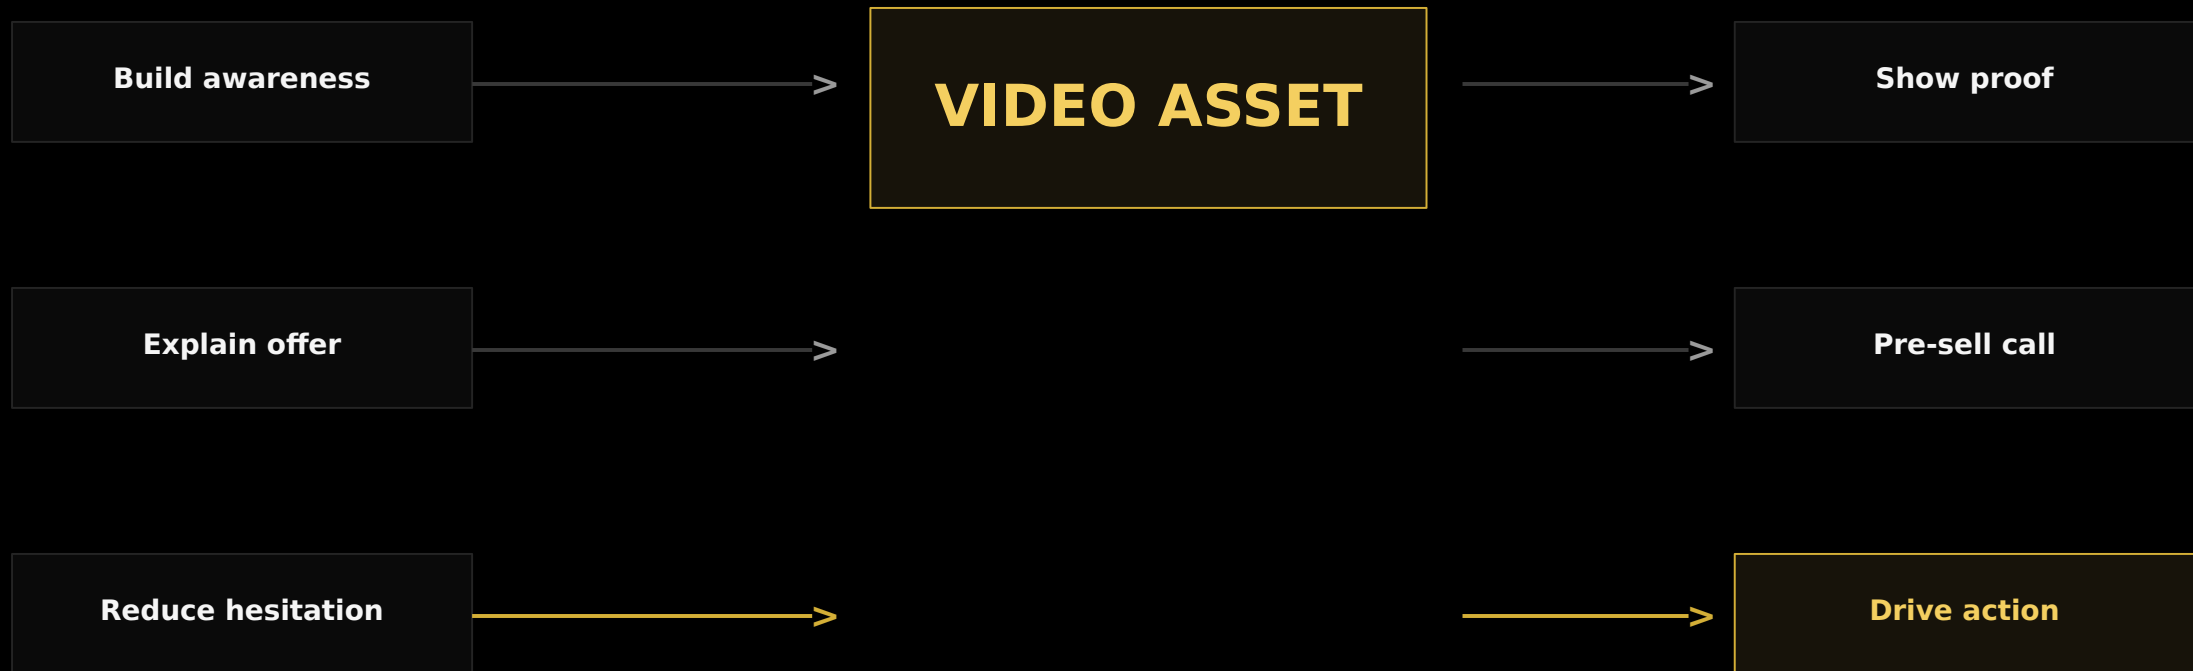 Build awareness
>
VIDEO ASSET
>
Show proof
Explain offer
>
>
Pre-sell call
Reduce hesitation
>
>
Drive action